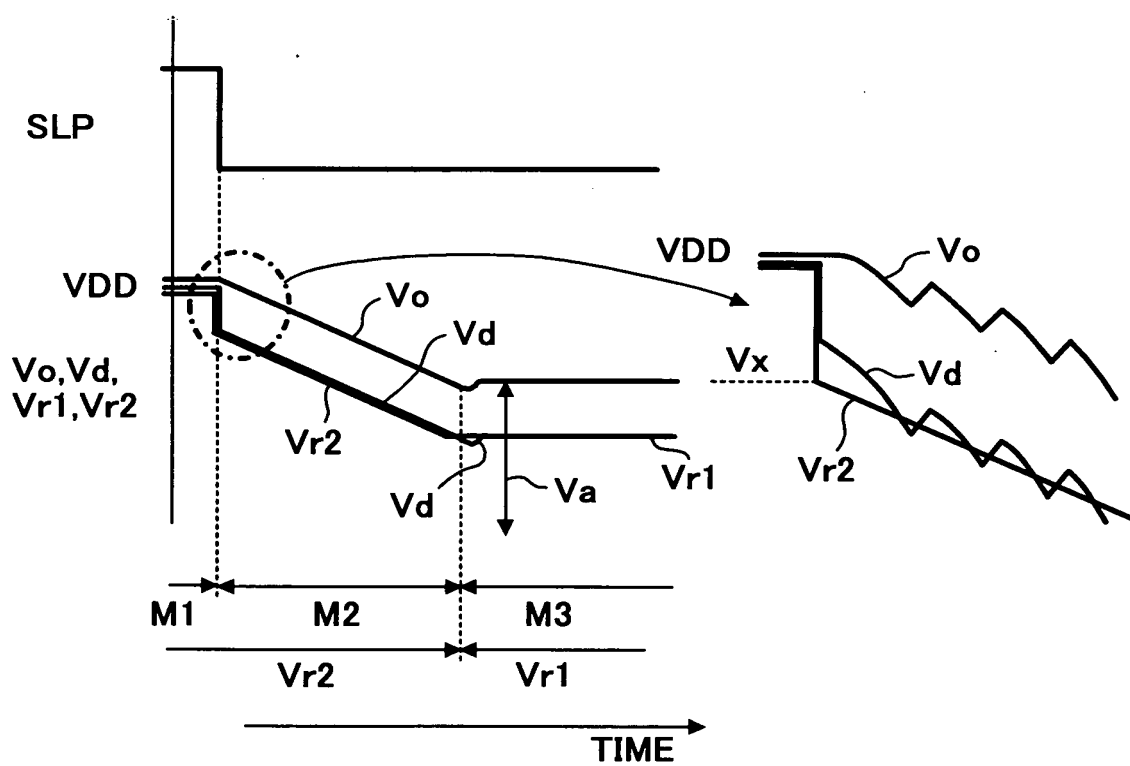 SLP
VDD
Vo
VDD
Vo
Vd
Vo,Vd,
Vr1,Vr2
Vx
Vd
Vr2
Vr2
Vd
Va
Vr1
M1
M2
M3
Vr2
Vr1
TIME